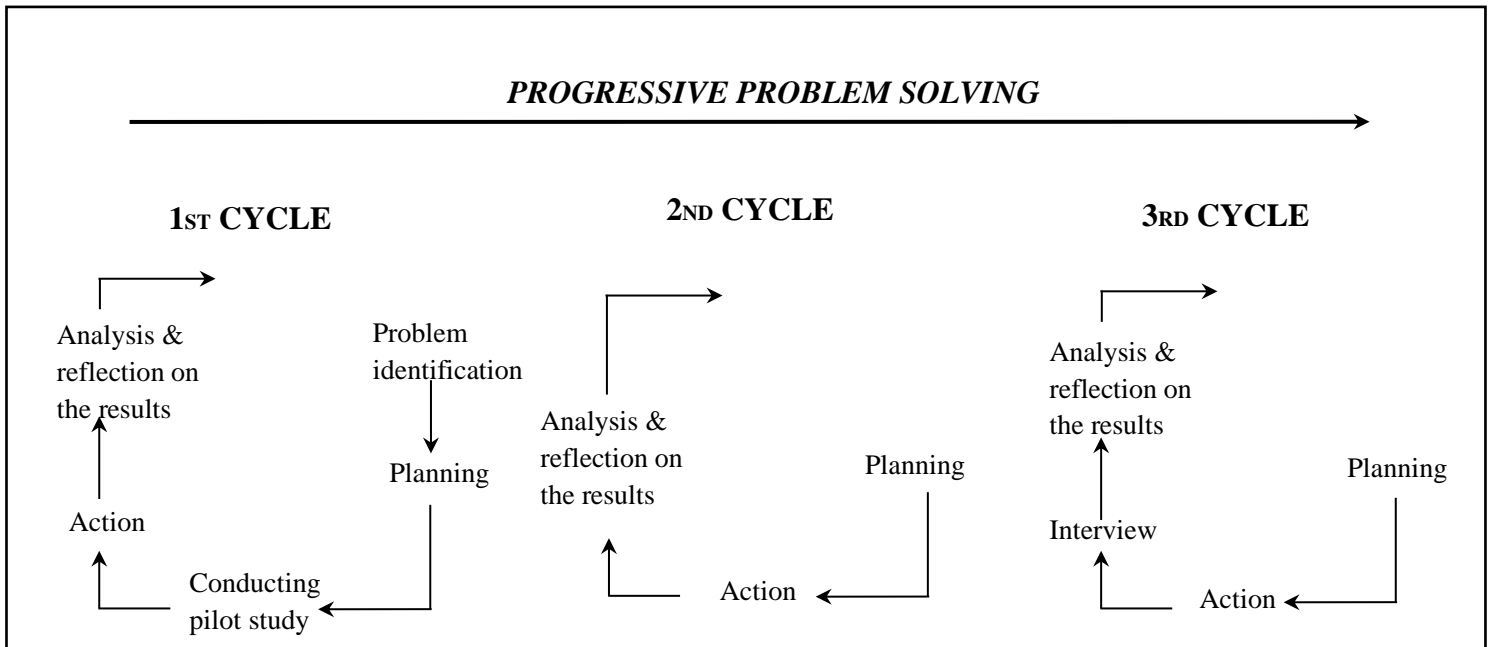 PROGRESSIVE PROBLEM SOLVING
1ST CYCLE
2ND CYCLE
3RD CYCLE
Analysis &
reflection on
the results
Problem
identification
Planning
Action
Conducting
pilot study
Analysis &
reflection on
the results
Planning
Action
Analysis &
reflection on
the results
Planning
Interview
Action